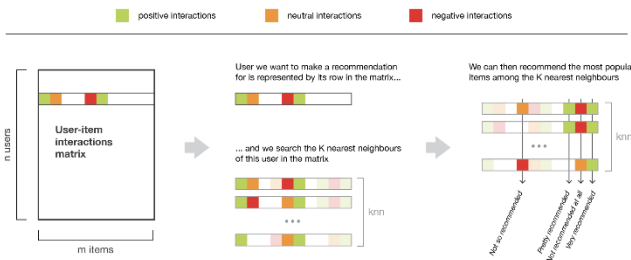 positive interactions
neutral interactions
negative interactions
User we want to make a recommendation
for is represented by its row in the matrix...
We can then recommend the most popula
items among the K nearest neighbours
n users
User-item
interactions
matrix
m items
... and we search the K nearest neighbours
of this user in the matrix
knn
knn
Not so recommended
Pretty recommended
Not recommended at all
Very recommended